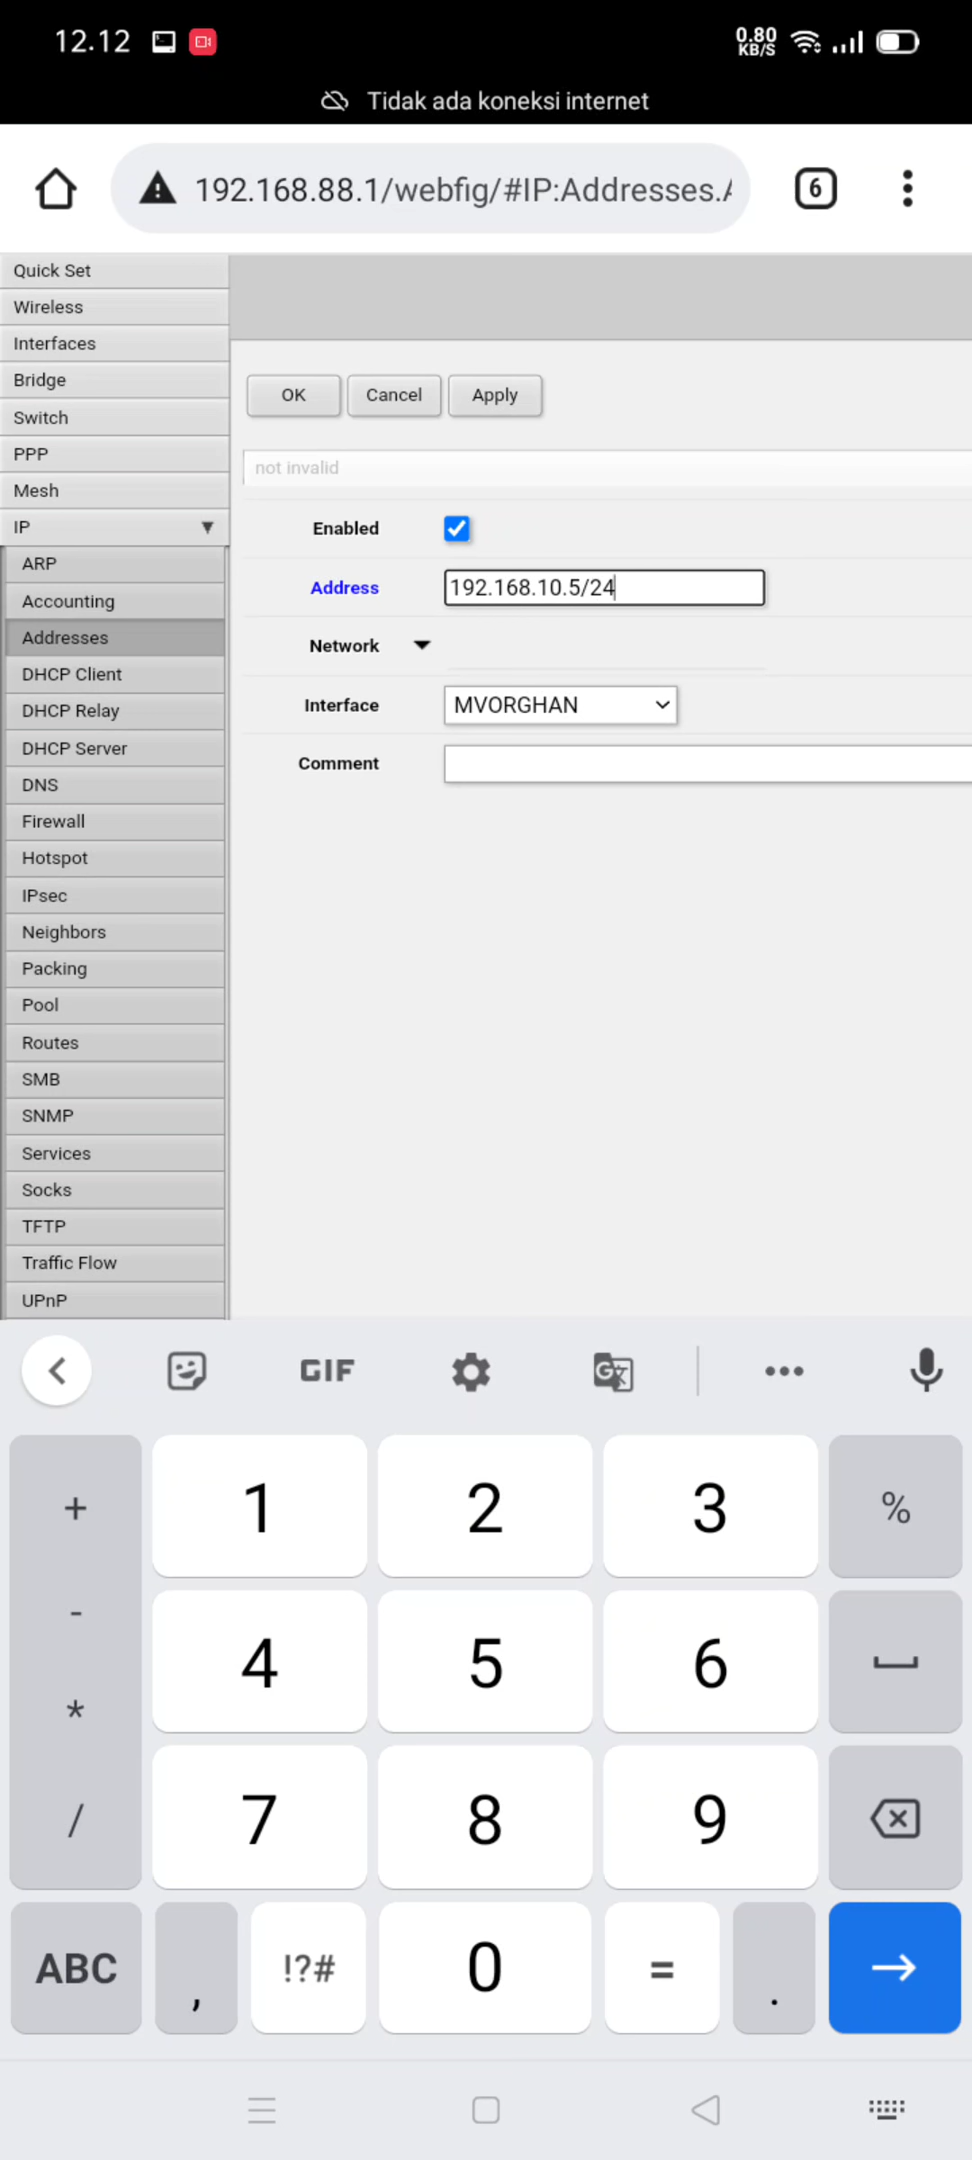 12.12
0.80
KB/S
Tidak ada koneksi internet
192.168.88.1/webfig/#IP:Addresses.
6
Quick Set
Wireless
Interfaces
Bridge
Switch
PPP
Mesh
IP
ARP
Accounting
Addresses
DHCP Client
DHCP Relay
DHCP Server
DNS
Firewall
Hotspot
IPsec
Neighbors
Packing
Pool
Routes
SMB
SNMP
Services
Socks
TFTP
Traffic Flow
UPnP
OK Cancel Apply
not invalid
Enabled
Address 192.168.10.5/24
Network
Interface MVORGHAN
Comment
GIF
+ 1 2 3 %
- 4 5 6
*
/ 7 8 9
ABC , !?# 0 = .